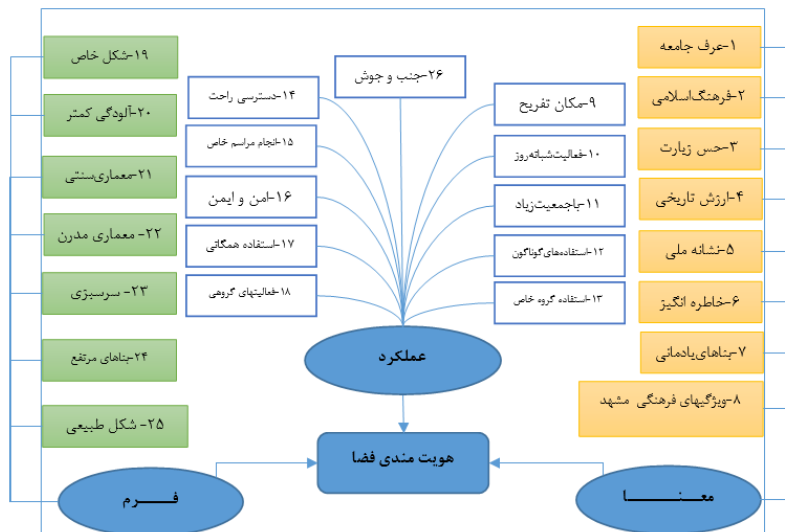 ۱-عرف جامعه
۲-فرهنگ‌اسلامی
۳-حس زیارت
۴-ارزش تاریخی
۵-نشانه ملی
۶-خاطره انگیز
۷-بناهای‌یادمانی
۸-ویژگیهای فرهنگی مشهد
۹-مکان تفریح
۱۰-فعالیت‌شبانه‌روز
۱۱-باجمعیت‌زیاد
۱۲-استفاده‌های‌گوناگون
۱۳-استفاده گروه خاص
۲۶-جنب و جوش
۱۴-دسترسی راحت
۱۵-انجام مراسم خاص
۱۶-امن و ایمن
۱۷-استفاده همگانی
۱۸-فعالیتهای گروهی
۱۹-شکل خاص
۲۰-آلودگی کمتر
۲۱-معماری‌سنتی
۲۲- معماری مدرن
۲۳- سرسبزی
۲۴-بناهای مرتفع
۲۵- شکل طبیعی
عملکرد
هویت مندی فضا
معـنــــــا
فــــرم